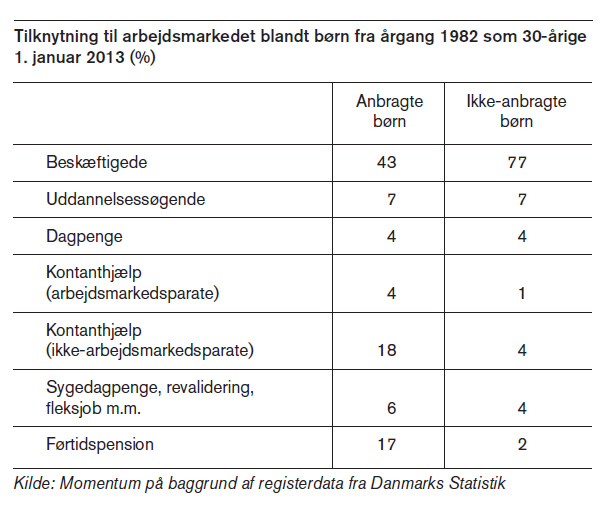 Tilknytning til arbejdsmarkedet blandt børn fra årgang 1982 som 30-årige
1. januar 2013 (%)
Anbragte børn Ikke-anbragte børn
Beskæftigede 43 77
Uddannelsessøgende 7 7
Dagpenge 4 4
Kontanthjælp
(arbejdsmarkedsparate) 4 1
Kontanthjælp
(ikke-arbejdsmarkedsparate) 18 4
Sygedagpenge, revalidering,
fleksjob m.m. 6 4
Førtidspension 17 2
Kilde: Momentum på baggrund af registerdata fra Danmarks Statistik